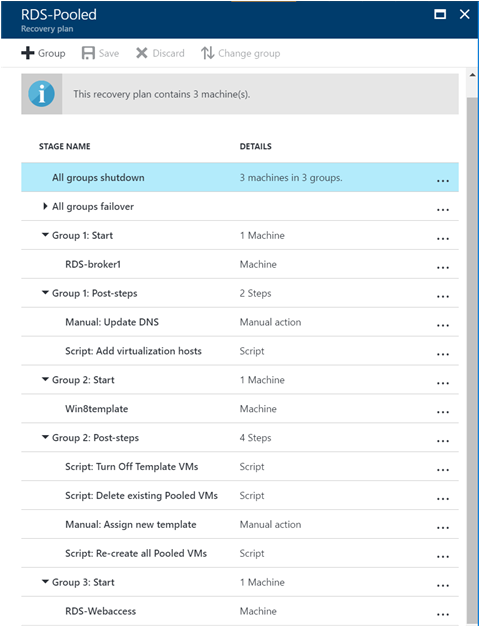 RDS-Pooled
Recovery plan
Group Save Discard Change group
This recovery plan contains 3 machine(s).
STAGE NAME DETAILS
All groups shutdown 3 machines in 3 groups. ...
All groups failover ...
Group 1: Start 1 Machine ...
RDS-broker1 Machine ...
Group 1: Post-steps 2 Steps ...
Manual: Update DNS Manual action ...
Script: Add virtualization hosts Script ...
Group 2: Start 1 Machine ...
Win8template Machine ...
Group 2: Post-steps 4 Steps ...
Script: Turn Off Template VMs Script ...
Script: Delete existing Pooled VMs Script ...
Manual: Assign new template Manual action ...
Script: Re-create all Pooled VMs Script ...
Group 3: Start 1 Machine ...
RDS-Webaccess Machine ...